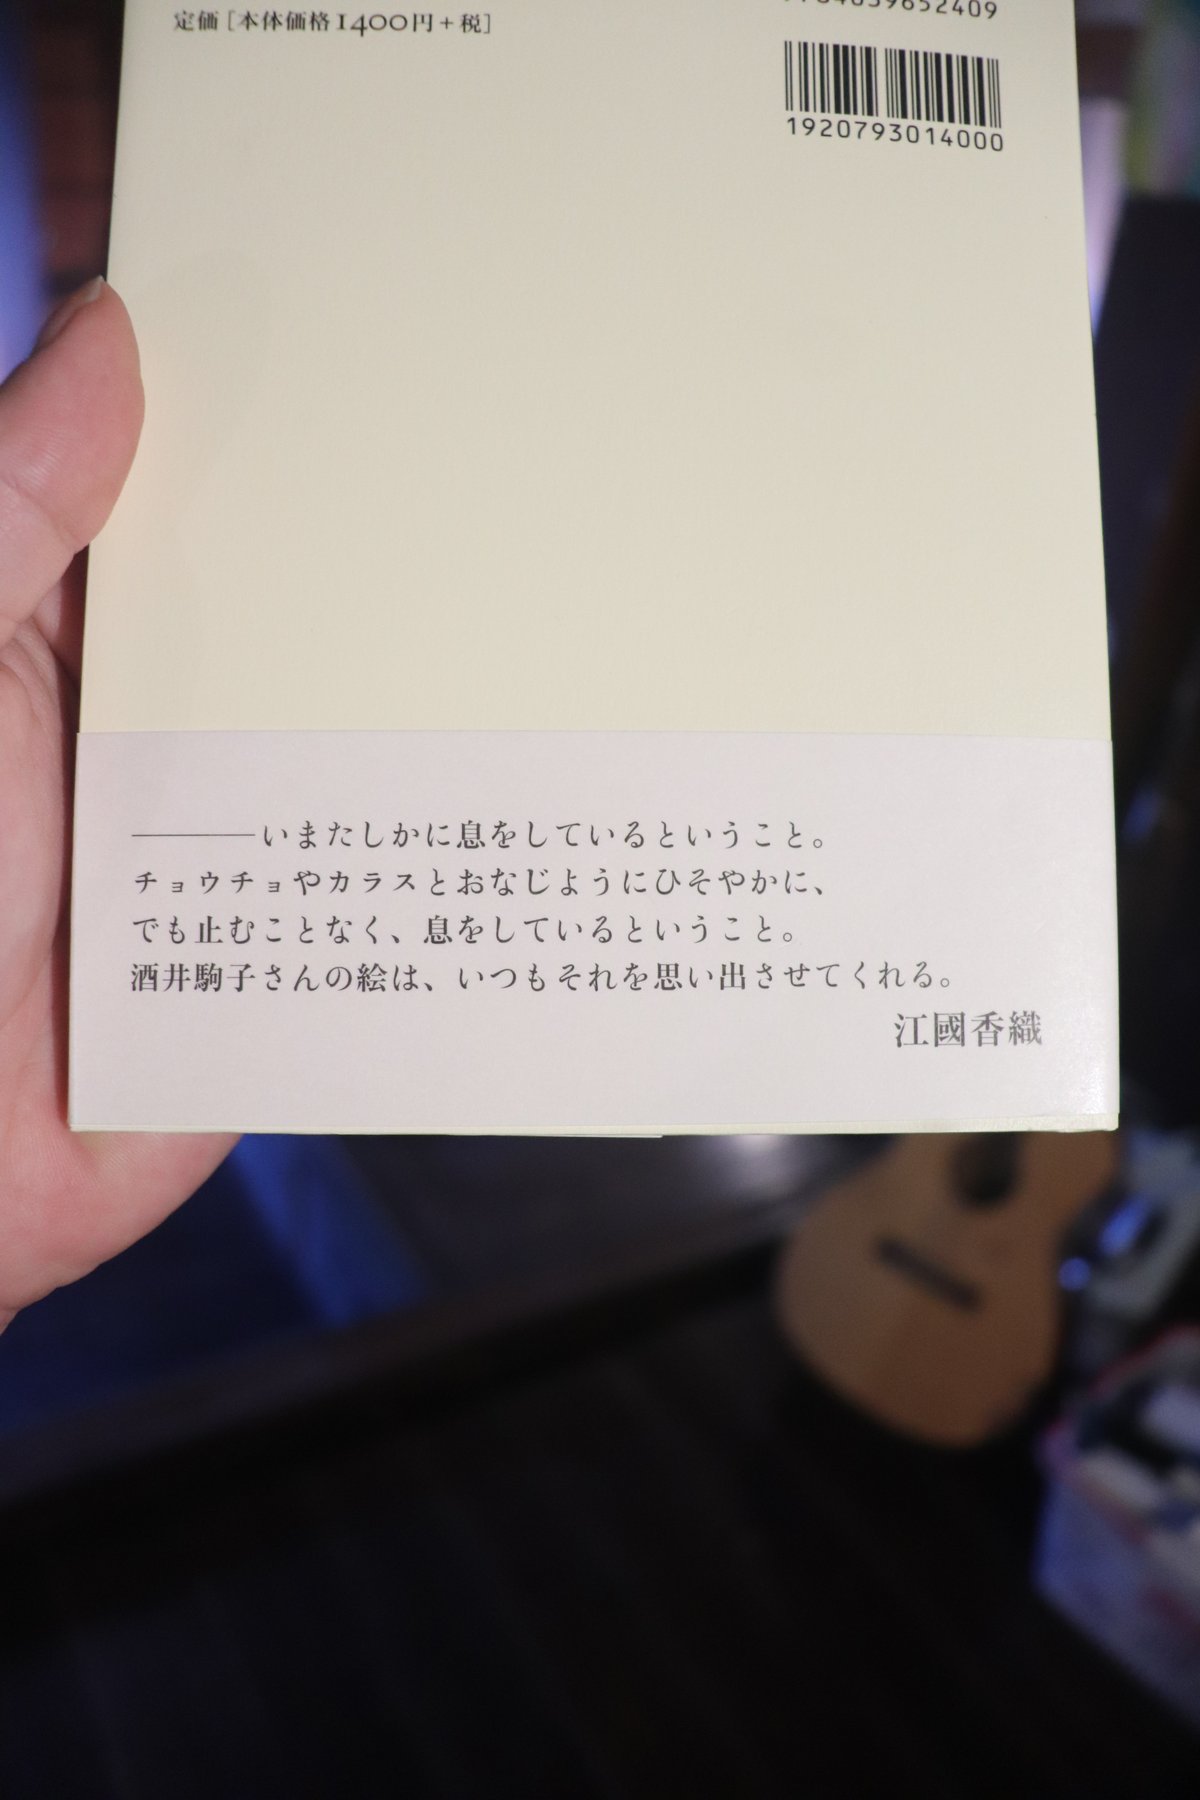 定価[本体価格1400円+税]
9784039652409
1920793014000
――いまたしかに息をしているということ。
チョウチョやカラスとおなじようにひそやかに、
でも止むことなく、息をしているということ。
酒井駒子さんの絵は、いつもそれを思い出させてくれる。
江國香織